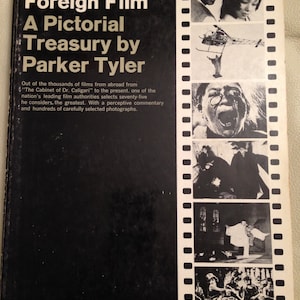 Foreign Film
A Pictorial
Treasury by
Parker Tyler
Out of the thousands of films from abroad from
"The Cabinet of Dr. Caligari" to the present, one of the
nation's leading film authorities selects seventy-five
he considers the greatest. With a perceptive commentary
and hundreds of carefully selected photographs.